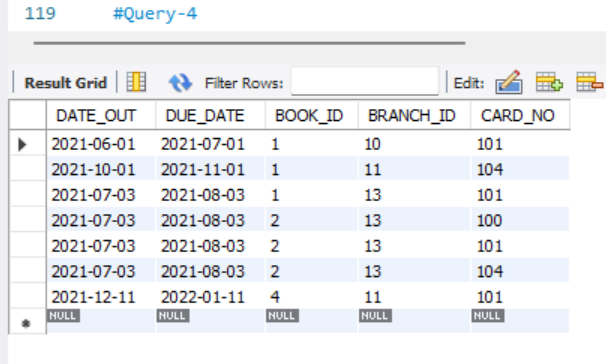 119 #Query-4
Result Grid Filter Rows: Edit:
DATE_OUT DUE_DATE BOOK_ID BRANCH_ID CARD_NO
2021-06-01 2021-07-01 1 10 101
2021-10-01 2021-11-01 1 11 104
2021-07-03 2021-08-03 1 13 101
2021-07-03 2021-08-03 2 13 100
2021-07-03 2021-08-03 2 13 101
2021-07-03 2021-08-03 2 13 104
2021-12-11 2022-01-11 4 11 101
NULL NULL NULL NULL NULL